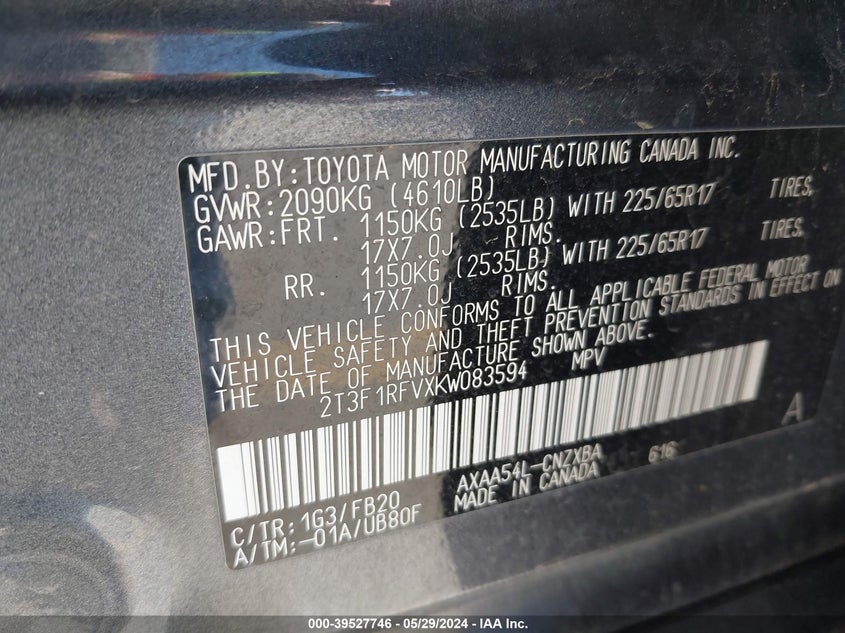 MFD.BY:TOYOTA MOTOR MANUFACTURING CANADA INC.
GVWR:2090KG (4610LB)
GAWR:FRT. 1150KG (2535LB) WITH 225/65R17 TIRES,
17X7.0J RIMS.
RR. 1150KG (2535LB) WITH 225/65R17 TIRES.
17X7.0J RIMS.
THIS VEHICLE CONFORMS TO ALL APPLICABLE FEDERAL MOTOR
VEHICLE SAFETY AND THEFT PREVENTION STANDARDS IN EFFECT ON
THE DATE OF MANUFACTURE SHOWN ABOVE.
2T3F1RFVXKW083594 MPV
A
AXAA54L-CNZXBA 616
C/TR:1G3/FB20 MADE IN CANADA
A/TM:-01A/UB80F
000-39527746 - 05/29/2024 - IAA Inc.